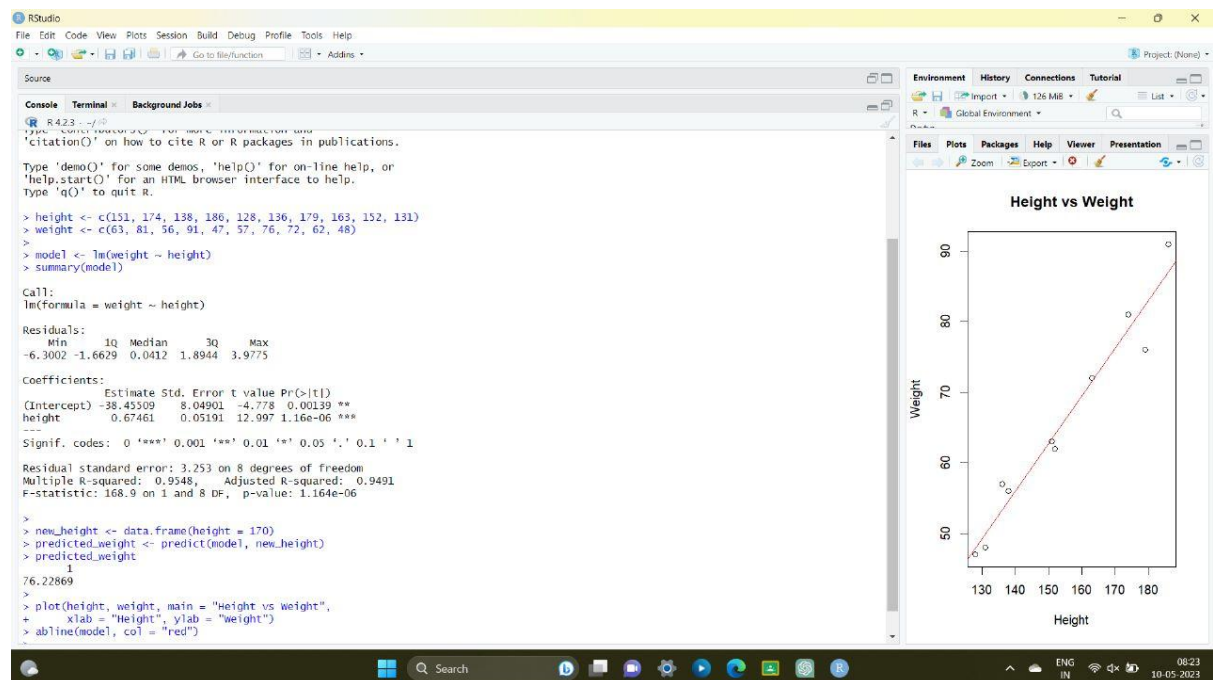 RStudio
File Edit Code View Plots Session Build Debug Profile Tools Help
Go to file/function Addins Project: (None)
Source
Console Terminal Background Jobs
R 4.2.3 · ~/
'citation()' on how to cite R or R packages in publications.
Type 'demo()' for some demos, 'help()' for on-line help, or
'help.start()' for an HTML browser interface to help.
Type 'q()' to quit R.
> height <- c(151, 174, 138, 186, 128, 136, 179, 163, 152, 131)
> weight <- c(63, 81, 56, 91, 47, 57, 76, 72, 62, 48)
>
> model <- lm(weight ~ height)
> summary(model)
Call:
lm(formula = weight ~ height)
Residuals:
Min 1Q Median 3Q Max
-6.3002 -1.6629 0.0412 1.8944 3.9775
Coefficients:
Estimate Std. Error t value Pr(>|t|)
(Intercept) -38.45509 8.04901 -4.778 0.00139 **
height 0.67461 0.05191 12.997 1.16e-06 ***
---
Signif. codes: 0 ‘***’ 0.001 ‘**’ 0.01 ‘*’ 0.05 ‘.’ 0.1 ‘ ’ 1
Residual standard error: 3.253 on 8 degrees of freedom
Multiple R-squared: 0.9548, Adjusted R-squared: 0.9491
F-statistic: 168.9 on 1 and 8 DF, p-value: 1.164e-06
>
> new_height <- data.frame(height = 170)
> predicted_weight <- predict(model, new_height)
> predicted_weight
1
76.22869
>
> plot(height, weight, main = "Height vs Weight",
+ xlab = "Height", ylab = "Weight")
> abline(model, col = "red")
Environment History Connections Tutorial
Import 126 MiB List
R Global Environment
Files Plots Packages Help Viewer Presentation
Zoom Export
Height vs Weight
90
80
70
60
50
Weight
130 140 150 160 170 180
Height
Search
ENG
IN
08:23
10-05-2023